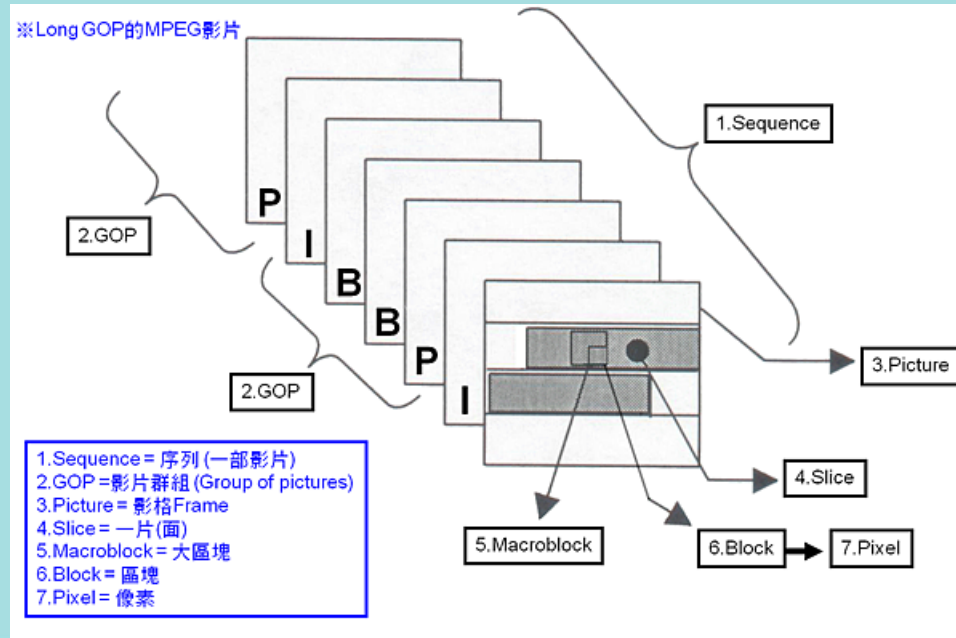 ※Long GOP的MPEG影片
1.Sequence
P
2.GOP
I
B
B
P
3.Picture
2.GOP
I
4.Slice
5.Macroblock
6.Block
7.Pixel
1.Sequence = 序列 (一部影片)
2.GOP =影片群組 (Group of pictures)
3.Picture = 影格Frame
4.Slice = 一片(面)
5.Macroblock = 大區塊
6.Block = 區塊
7.Pixel = 像素